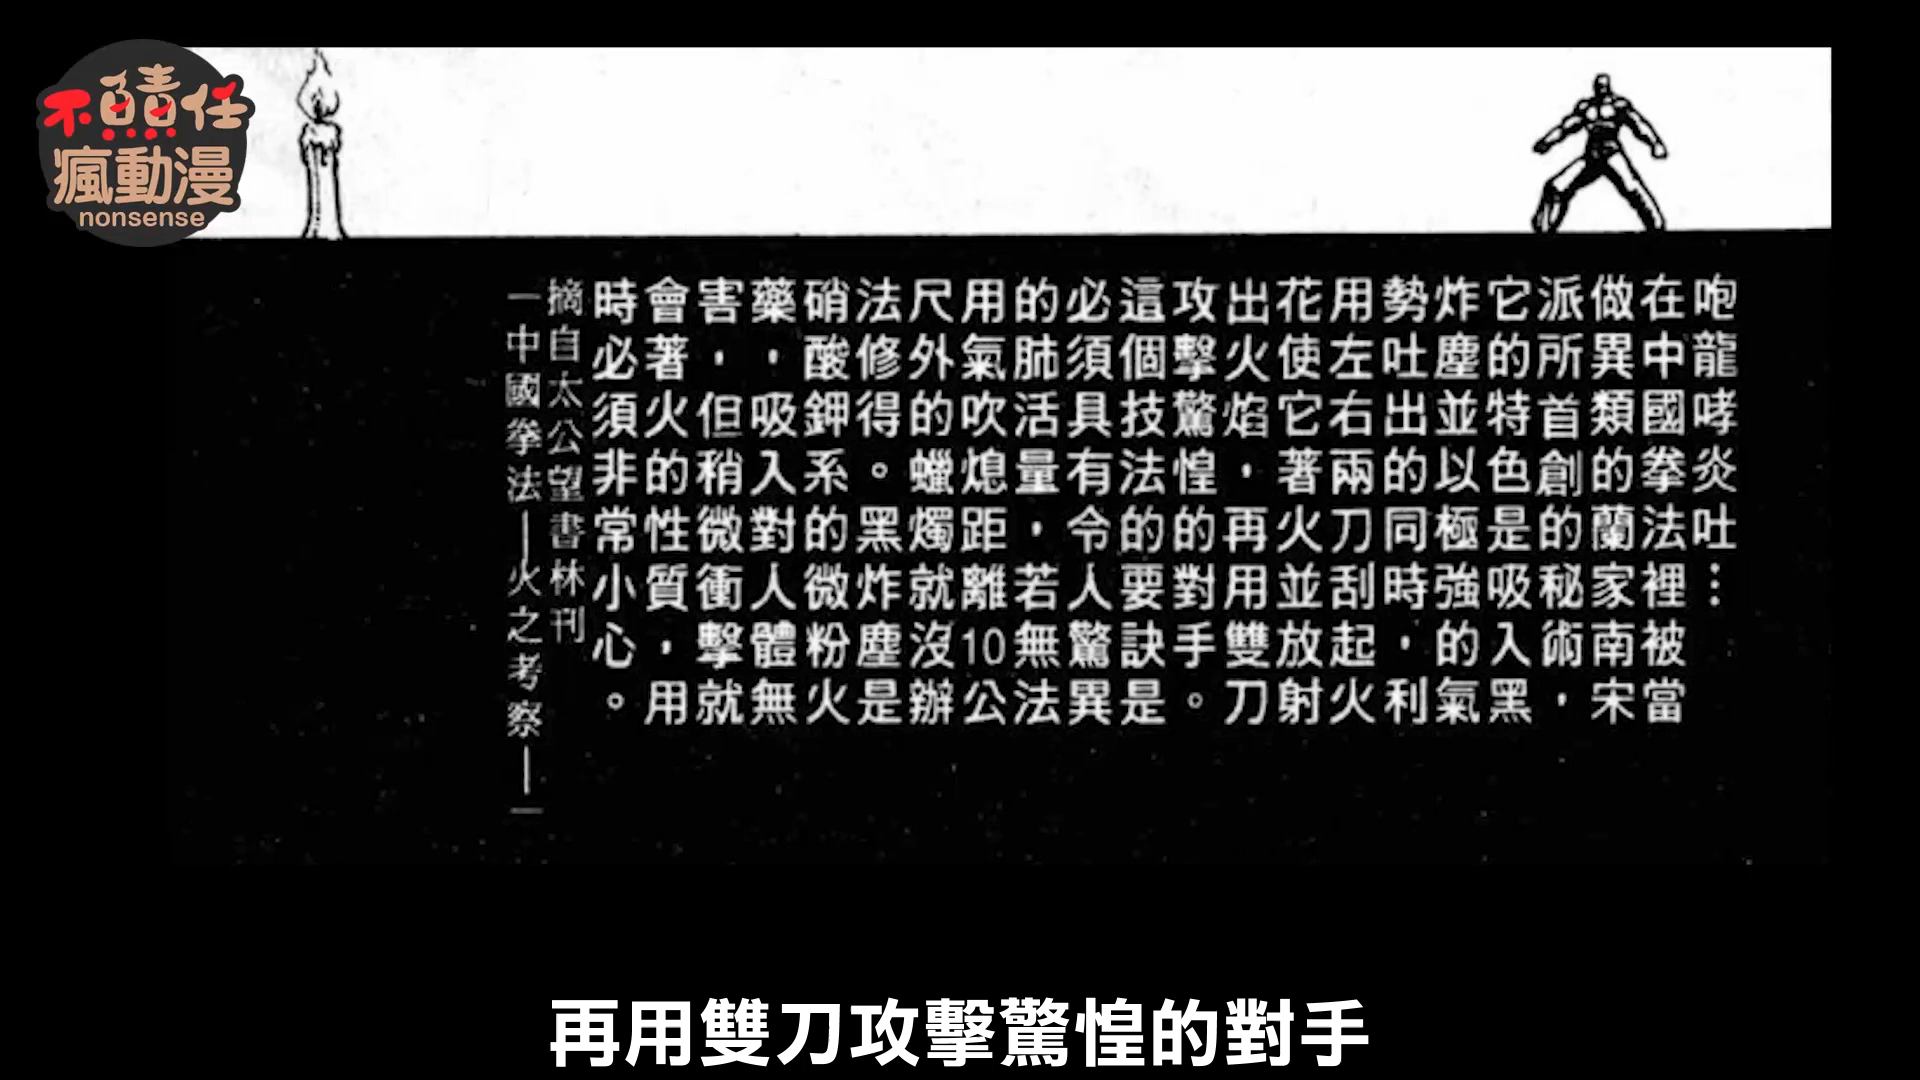 不負責任
瘋動漫
nonsense
咆龍哮炎吐…
在中國拳法裡被當
做異類的蘭家南宋
派所首創的秘術，
它的特色是吸入黑
炸塵並以極強的氣
勢吐出的同時，利
用左右兩刀刮起火
花使它著火並放射
出火焰，再用雙刀
攻擊驚惶的對手。
這個技法的要訣是
必須具有令人驚異
的肺活量，若無法
用氣吹熄距離10公
尺外的蠟燭就沒辦
法修得。黑炸塵是
硝酸鉀系的微粉火
藥，吸入對人體無
害，但稍微衝擊就
會著火的性質，用
時必須非常小心。
摘自太公望書林刊
一中國拳法—火之考察—一
再用雙刀攻擊驚惶的對手